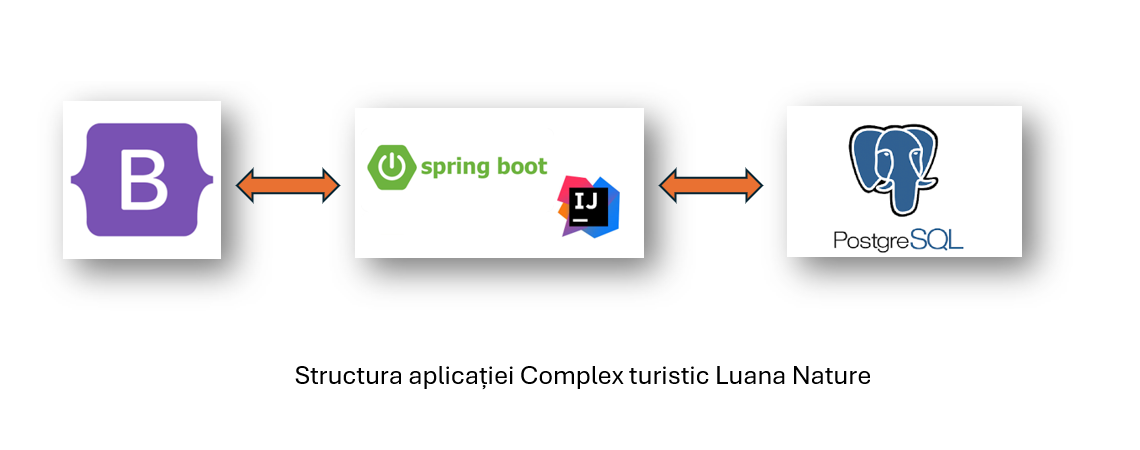 B
spring boot
IJ
PostgreSQL
Structura aplicației Complex turistic Luana Nature